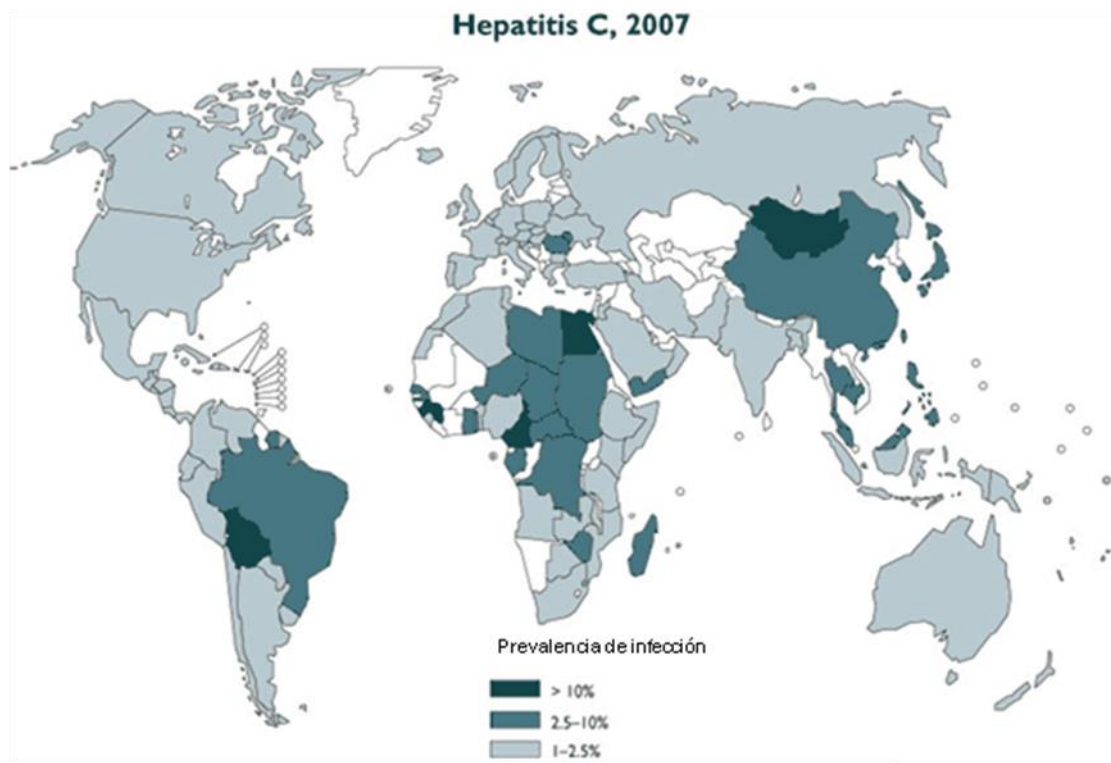 Hepatitis C, 2007
Prevalencia de infección
> 10%
2.5–10%
1–2.5%